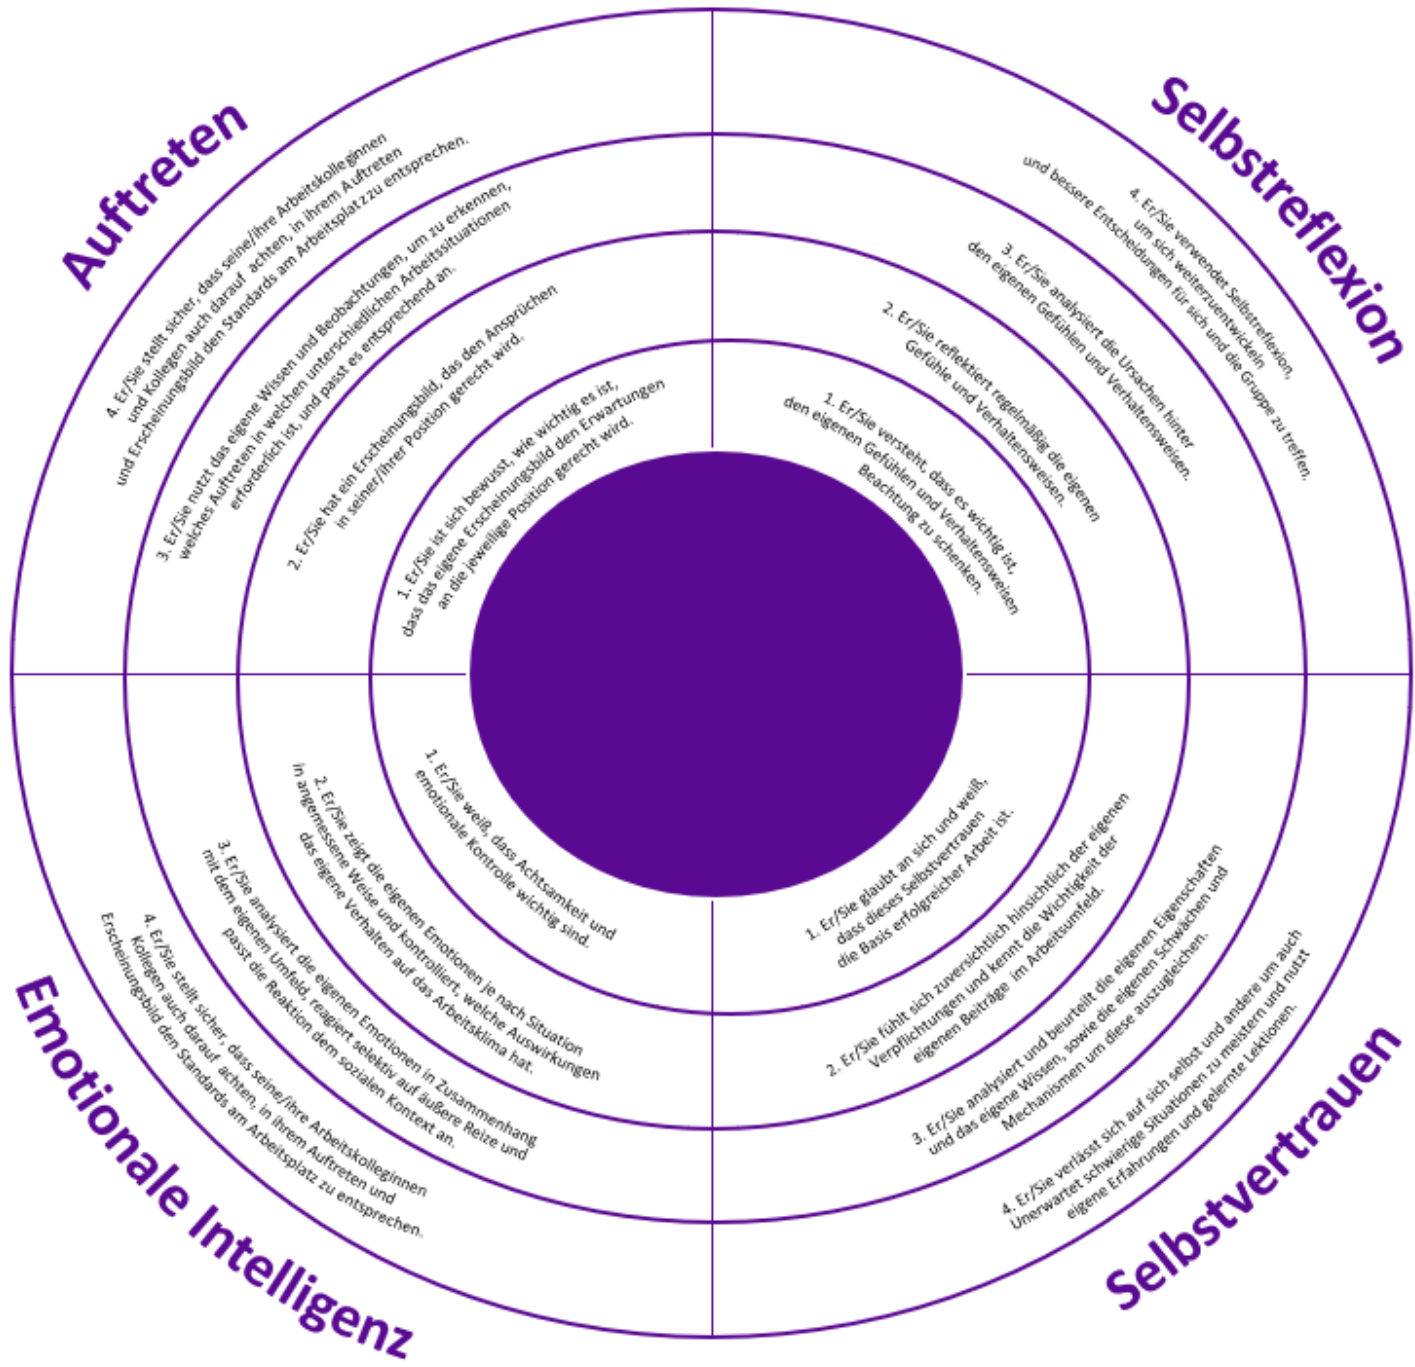 Auftreten
4. Er/Sie stellt sicher, dass seine/ihre Arbeitskolleginnen
und Kollegen auch darauf achten, in ihrem Auftreten
und Erscheinungsbild den Standards am Arbeitsplatzzu entsprechen.
3. Er/Sie nutzt das eigene Wissen und Beobachtungen, um zu erkennen,
welches Auftreten in welchen unterschiedlichen Arbeitssituationen
erforderlich ist, und passt es entsprechend an.
2. Er/Sie hat ein Erscheinungsbild, das den Ansprüchen
in seiner/ihrer Position gerecht wird.
1. Er/Sie ist sich bewusst, wie wichtig es ist,
dass das eigene Erscheinungsbild den Erwartungen
an die jeweilige Position gerecht wird.
Selbstreflexion
4. Er/Sie verwendet Selbstreflexion,
um sich weiterzuentwickeln
und bessere Entscheidungen für sich und die Gruppe zu treffen.
3. Er/Sie analysiert die Ursachen hinter
den eigenen Gefühlen und Verhaltensweisen.
2. Er/Sie reflektiert regelmäßig die eigenen
Gefühle und Verhaltensweisen.
1. Er/Sie versteht, dass es wichtig ist,
den eigenen Gefühlen und Verhaltensweisen
Beachtung zu schenken.
Emotionale Intelligenz
1. Er/Sie weiß, dass Achtsamkeit und
emotionale Kontrolle wichtig sind.
2. Er/Sie zeigt die eigenen Emotionen je nach Situation
in angemessene Weise und kontrolliert, welche Auswirkungen
das eigene Verhalten auf das Arbeitsklima hat.
3. Er/Sie analysiert die eigenen Emotionen in Zusammenhang
mit dem eigenen Umfeld, reagiert selektiv auf äußere Reize und
passt die Reaktion dem sozialen Kontext an.
4. Er/Sie stellt sicher, dass seine/ihre Arbeitskolleginnen
Kollegen auch darauf achten, in ihrem Auftreten und
Erscheinungsbild den Standards am Arbeitsplatz zu entsprechen.
Selbstvertrauen
1. Er/Sie glaubt an sich und weiß,
dass dieses Selbstvertrauen
die Basis erfolgreicher Arbeit ist.
2. Er/Sie fühlt sich zuversichtlich hinsichtlich der eigenen
Verpflichtungen und kennt die Wichtigkeit der
eigenen Beiträge im Arbeitsumfeld.
3. Er/Sie analysiert und beurteilt die eigenen Eigenschaften
und das eigene Wissen, sowie die eigenen Schwächen und
Mechanismen um diese auszugleichen.
4. Er/Sie verlässt sich auf sich selbst und andere um auch
Unerwartet schwierige Situationen zu meistern und nutzt
eigene Erfahrungen und gelernte Lektionen.